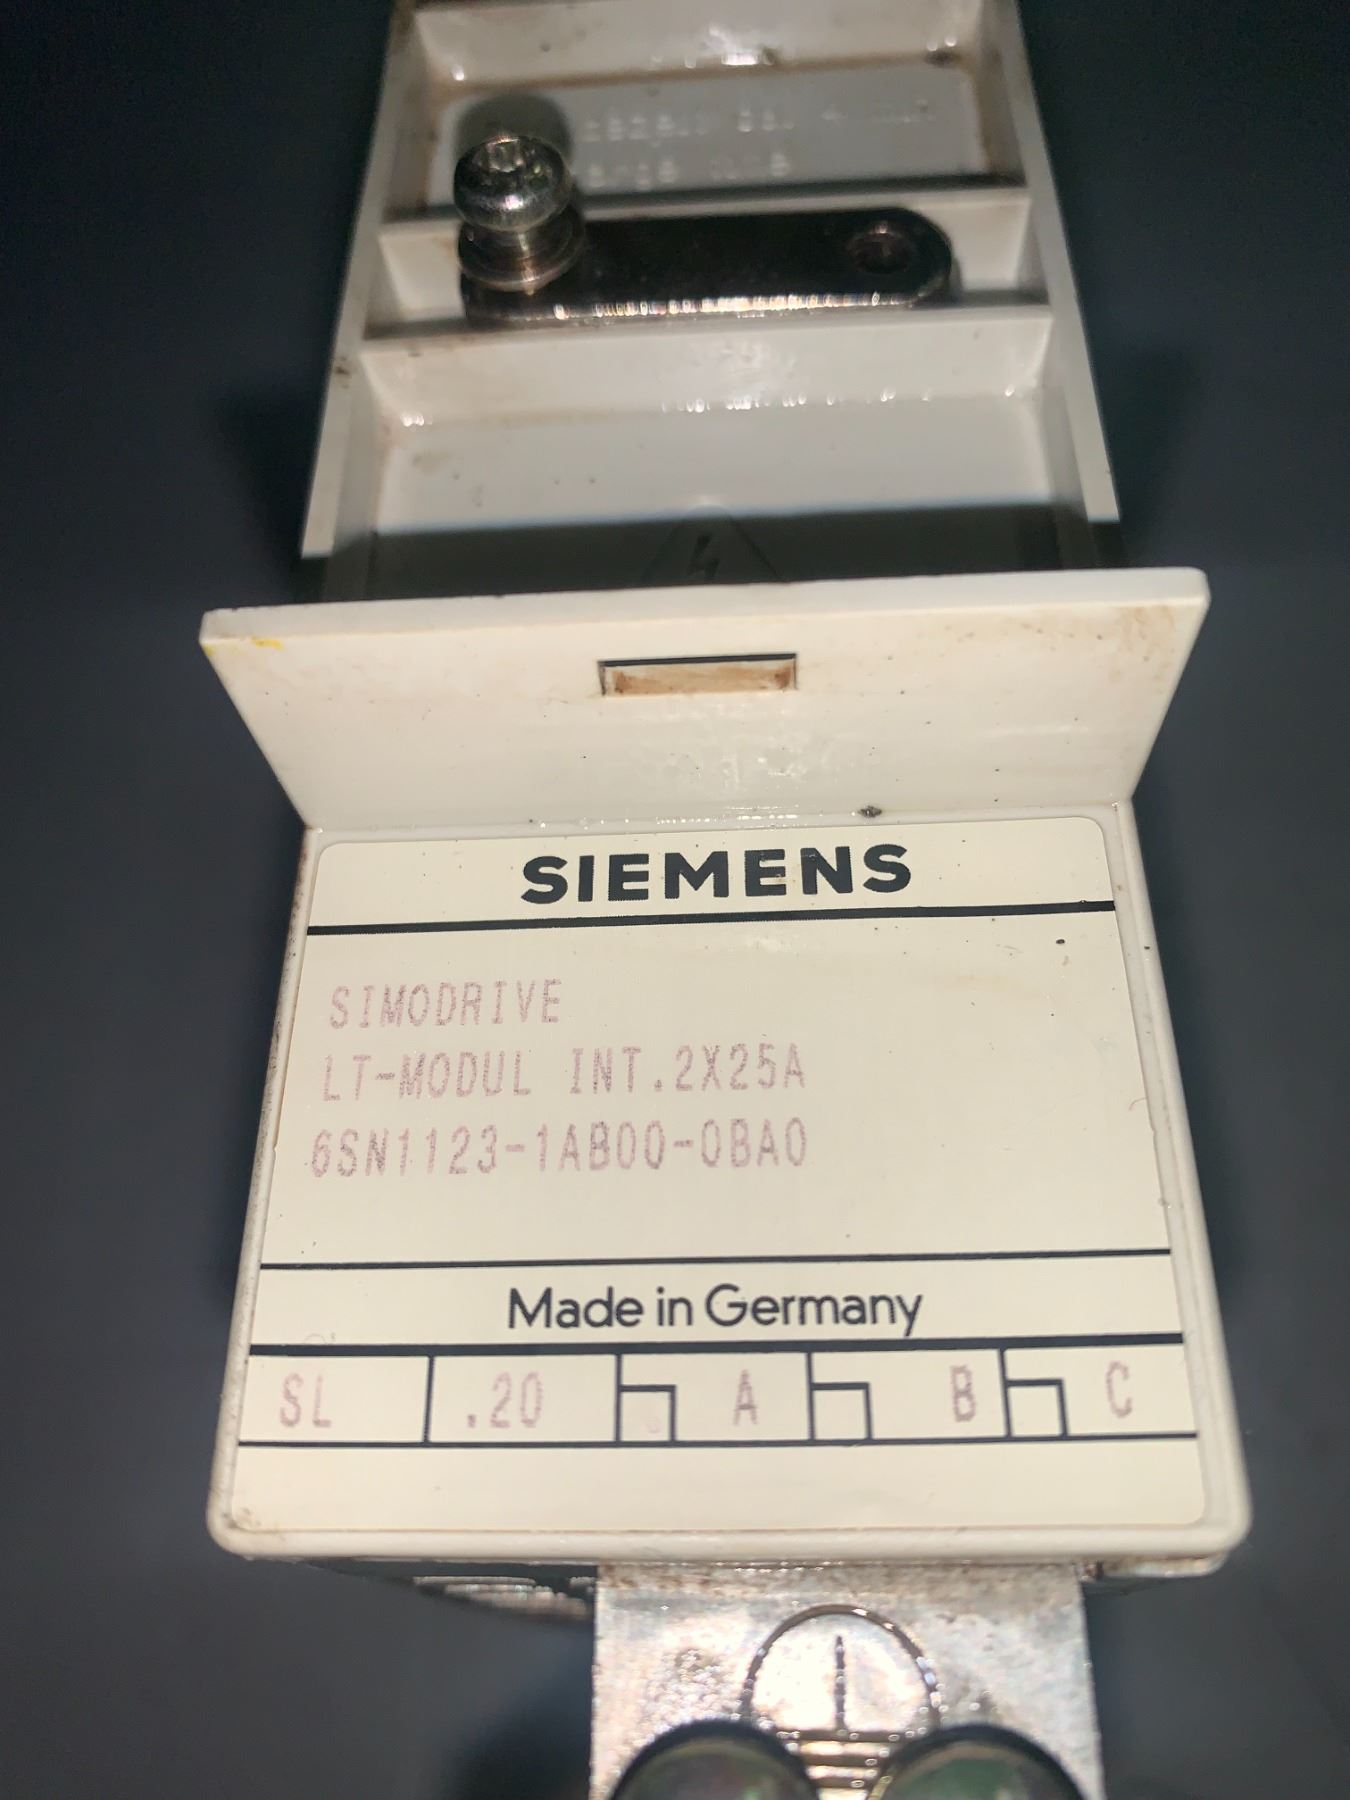 SIEMENS
SIMODRIVE
LT-MODUL INT.2X25A
6SN1123-1AB00-0BA0
Made in Germany
SL .20 A B C